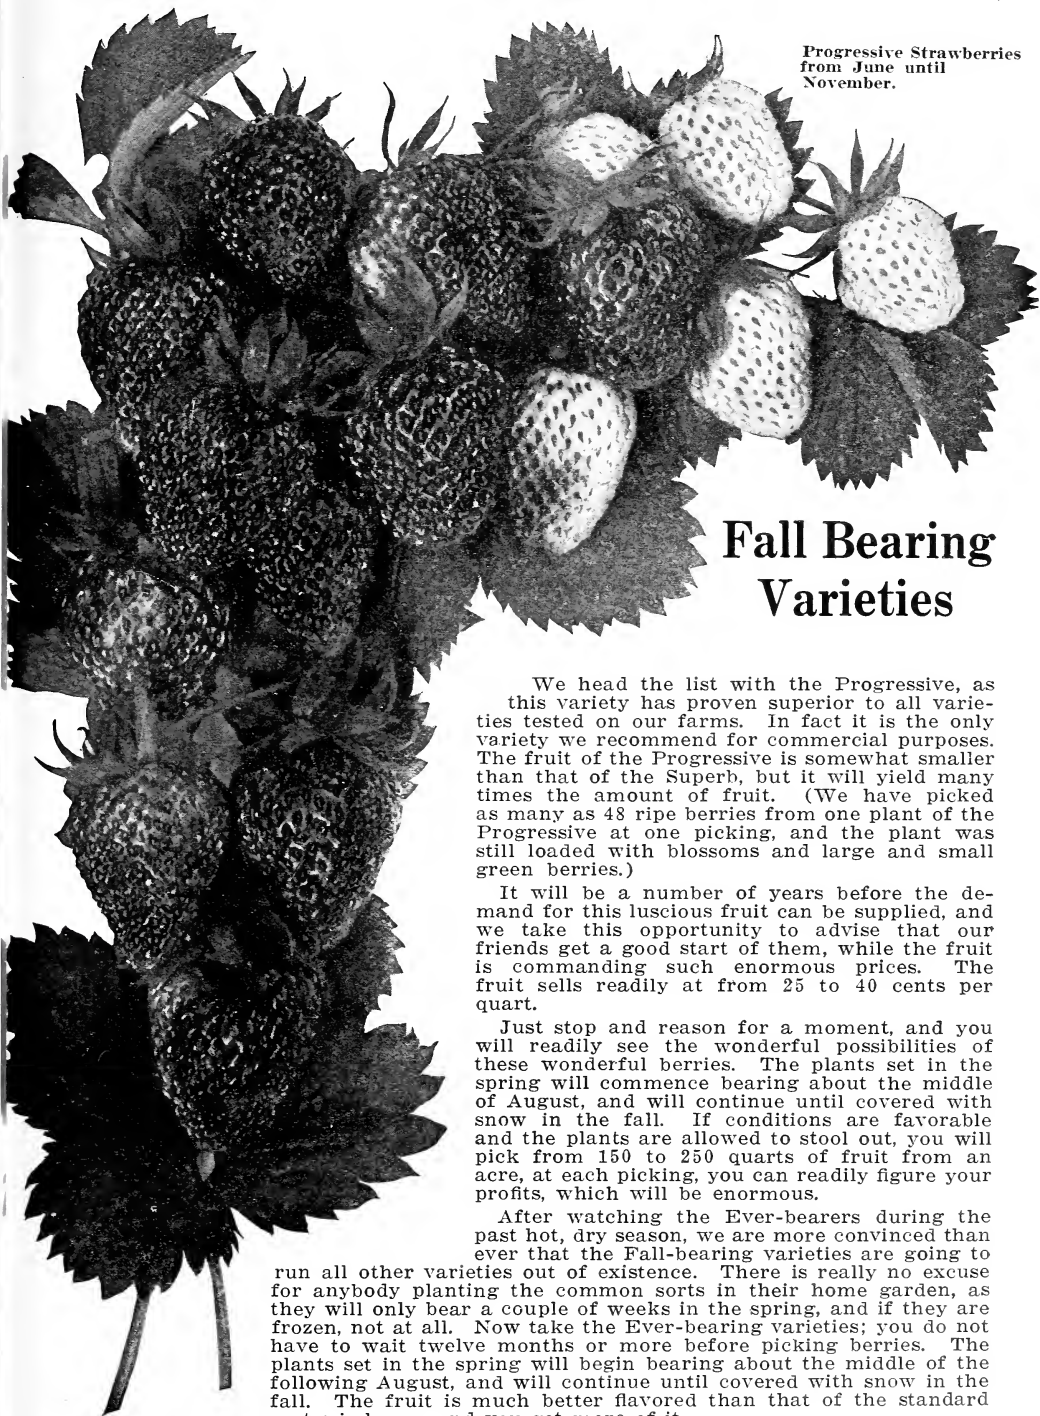 Progressive Strawberries
from June until
November.
Fall Bearing
Varieties
We head the list with the Progressive, as
this variety has proven superior to all varie-
ties tested on our farms. In fact it is the only
variety we recommend for commercial purposes.
The fruit of the Progressive is somewhat smaller
than that of the Superb, but it will yield many
times the amount of fruit. (We have picked
as many as 48 ripe berries from one plant of the
Progressive at one picking, and the plant was
still loaded with blossoms and large and small
green berries.)
It will be a number of years before the de-
mand for this luscious fruit can be supplied, and
we take this opportunity to advise that our
friends get a good start of them, while the fruit
is commanding such enormous prices. The
fruit sells readily at from 25 to 40 cents per
quart.
Just stop and reason for a moment, and you
will readily see the wonderful possibilities of
these wonderful berries. The plants set in the
spring will commence bearing about the middle
of August, and will continue until covered with
snow in the fall. If conditions are favorable
and the plants are allowed to stool out, you will
pick from 150 to 250 quarts of fruit from an
acre, at each picking, you can readily figure your
profits, which will be enormous.
After watching the Ever-bearers during the
past hot, dry season, we are more convinced than
ever that the Fall-bearing varieties are going to
run all other varieties out of existence. There is really no excuse
for anybody planting the common sorts in their home garden, as
they will only bear a couple of weeks in the spring, and if they are
frozen, not at all. Now take the Ever-bearing varieties; you do not
have to wait twelve months or more before picking berries. The
plants set in the spring will begin bearing about the middle of the
following August, and will continue until covered with snow in the
fall. The fruit is much better flavored than that of the standard